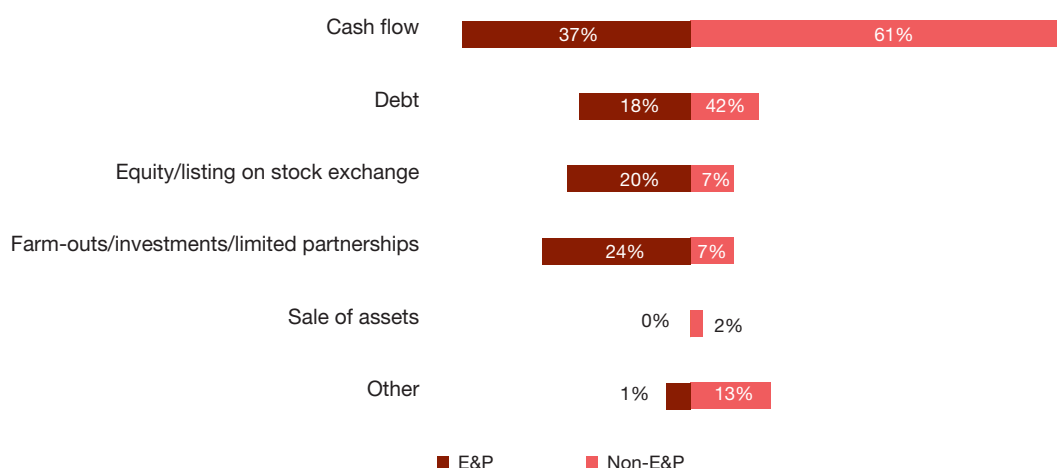 Cash flow 37% 61%
Debt 18% 42%
Equity/listing on stock exchange 20% 7%
Farm-outs/investments/limited partnerships 24% 7%
Sale of assets 0% 2%
Other 1% 13%
E&P Non-E&P